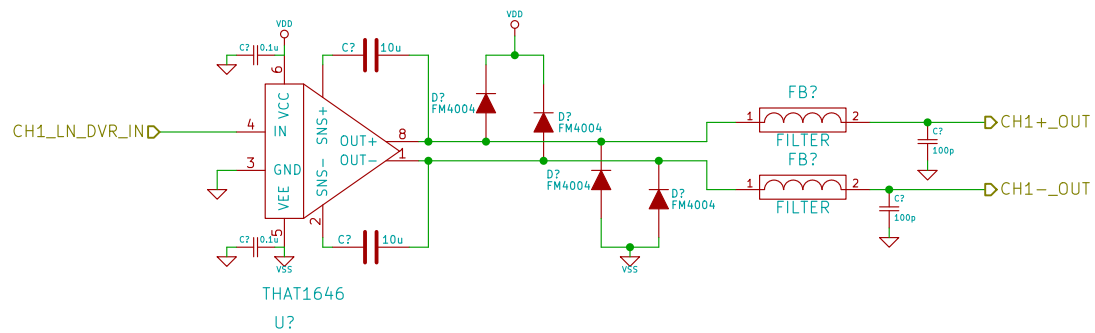 VDD
VDD
C? 0.1u
C? 10u
6
VCC
SNS+
D?
FM4004
D?
FM4004
FB?
1 2
FILTER
C?
100p
CH1+_OUT
CH1_LN_DVR_IN
4
IN
OUT+
8
OUT-
1
3
GND
VEE
SNS-
D?
FM4004
D?
FM4004
FB?
1 2
FILTER
C?
100p
CH1-_OUT
5
2
C? 0.1u
C? 10u
VSS
VSS
THAT1646
U?